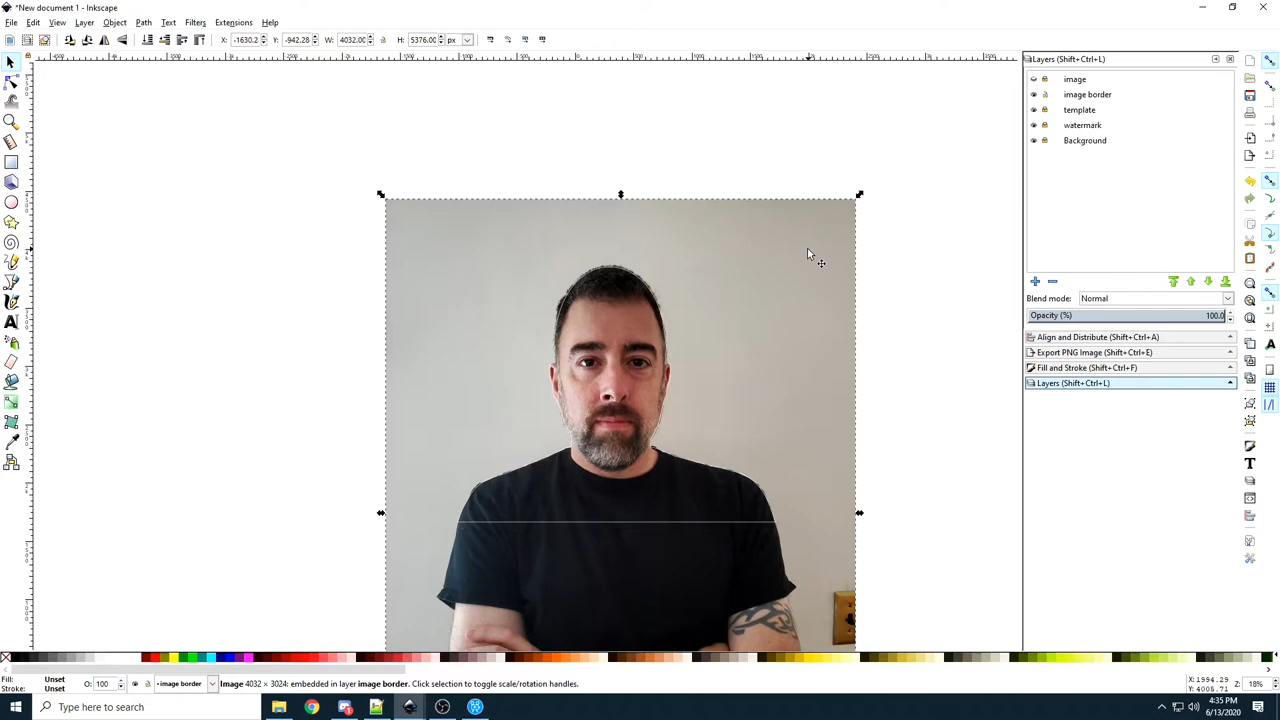 *New document 1 - Inkscape
File Edit View Layer Object Path Text Filters Extensions Help
X: -1630.2 Y: -942.28 W: 4032.00 H: 5376.00 px
Layers (Shift+Ctrl+L)
image
image border
template
watermark
Background
Blend mode: Normal
Opacity (%) 100.0
Align and Distribute (Shift+Ctrl+A)
Export PNG Image (Shift+Ctrl+E)
Fill and Stroke (Shift+Ctrl+F)
Layers (Shift+Ctrl+L)
Fill: Unset
Stroke: Unset
O: 100
•image border
Image 4032 × 3024: embedded in layer image border. Click selection to toggle scale/rotation handles.
X: 1994.29
Y: 4005.71
Z: 18%
Type here to search
4:35 PM
6/13/2020